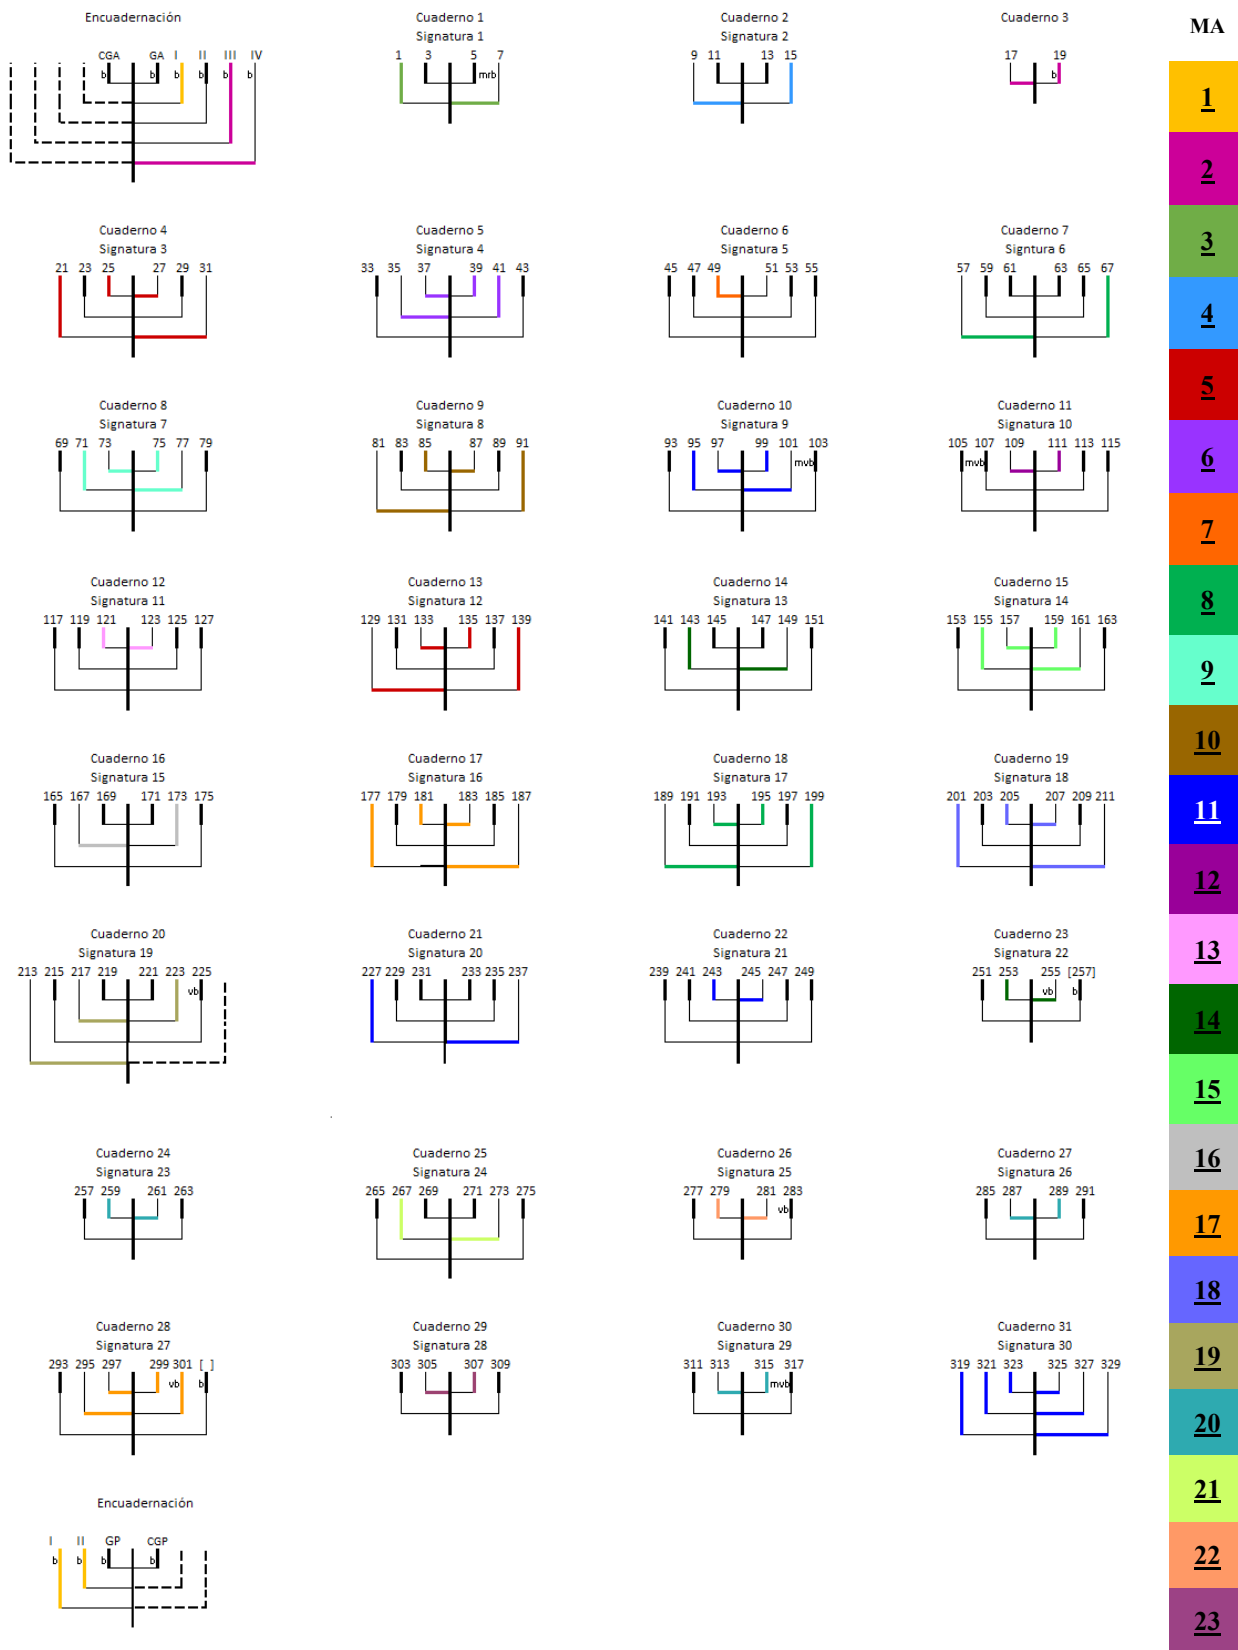 Encuadernación
CGA GA I II III IV
b b b b b b
Cuaderno 1
Signatura 1
1 3 5 7
mrb
Cuaderno 2
Signatura 2
9 11 13 15
Cuaderno 3
17 19
b
MA
Cuaderno 4
Signatura 3
21 23 25 27 29 31
Cuaderno 5
Signatura 4
33 35 37 39 41 43
Cuaderno 6
Signatura 5
45 47 49 51 53 55
Cuaderno 7
Signtura 6
57 59 61 63 65 67
Cuaderno 8
Signatura 7
69 71 73 75 77 79
Cuaderno 9
Signatura 8
81 83 85 87 89 91
Cuaderno 10
Signatura 9
93 95 97 99 101 103
mvb
Cuaderno 11
Signatura 10
105 107 109 111 113 115
mvb
Cuaderno 12
Signatura 11
117 119 121 123 125 127
Cuaderno 13
Signatura 12
129 131 133 135 137 139
Cuaderno 14
Signatura 13
141 143 145 147 149 151
Cuaderno 15
Signatura 14
153 155 157 159 161 163
Cuaderno 16
Signatura 15
165 167 169 171 173 175
Cuaderno 17
Signatura 16
177 179 181 183 185 187
Cuaderno 18
Signatura 17
189 191 193 195 197 199
Cuaderno 19
Signatura 18
201 203 205 207 209 211
Cuaderno 20
Signatura 19
213 215 217 219 221 223 225
vb
Cuaderno 21
Signatura 20
227 229 231 233 235 237
Cuaderno 22
Signatura 21
239 241 243 245 247 249
Cuaderno 23
Signatura 22
251 253 255 [257]
vb b
Cuaderno 24
Signatura 23
257 259 261 263
Cuaderno 25
Signatura 24
265 267 269 271 273 275
Cuaderno 26
Signatura 25
277 279 281 283
vb
Cuaderno 27
Signatura 26
285 287 289 291
Cuaderno 28
Signatura 27
293 295 297 299 301 [ ]
vb b
Cuaderno 29
Signatura 28
303 305 307 309
Cuaderno 30
Signatura 29
311 313 315 317
mvb
Cuaderno 31
Signatura 30
319 321 323 325 327 329
Encuadernación
I II GP CGP
b b b b
1
2
3
4
5
6
7
8
9
10
11
12
13
14
15
16
17
18
19
20
21
22
23